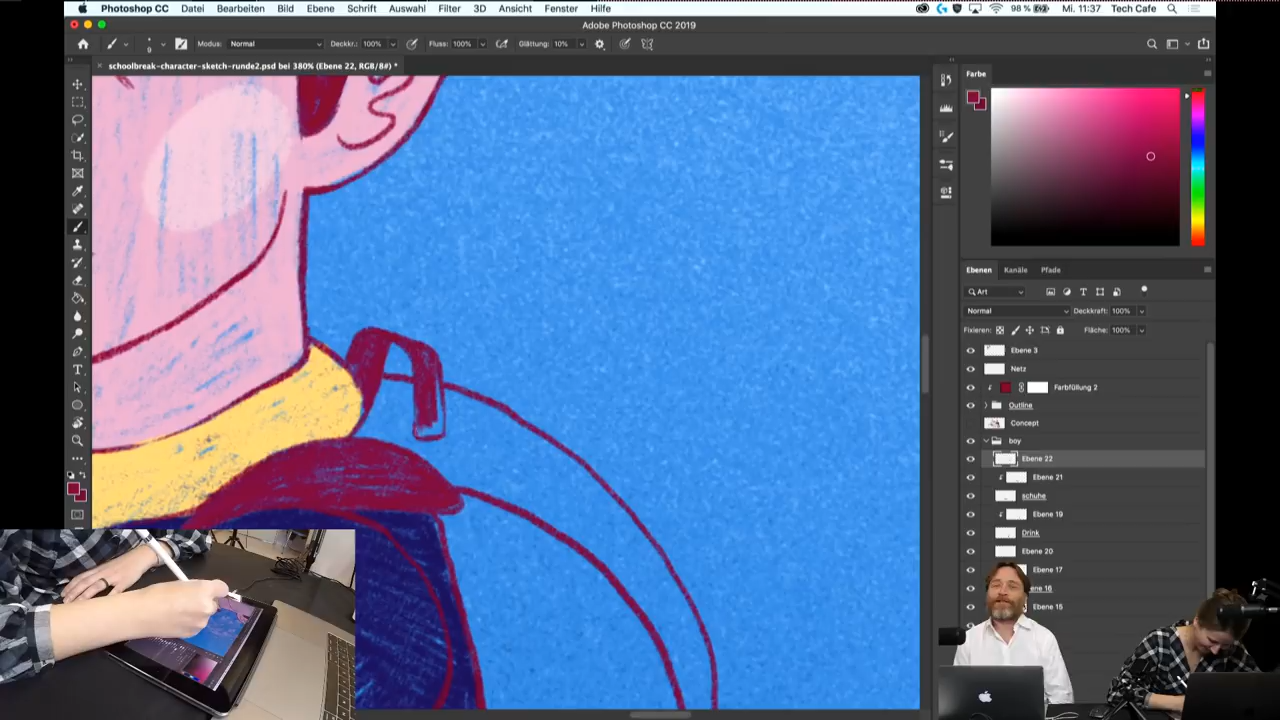 Photoshop CC Datei Bearbeiten Bild Ebene Schrift Auswahl Filter 3D Ansicht Fenster Hilfe 98 % Mi. 11:37 Tech Cafe
Adobe Photoshop CC 2019
9 Modus: Normal Deckkr.: 100% Fluss: 100% Glättung: 10%
schoolbreak-character-sketch-runde2.psd bei 380% (Ebene 22, RGB/8#) *
Farbe
Ebenen Kanäle Pfade
Art
Normal Deckkraft: 100%
Fixieren: Fläche: 100%
Ebene 3
Netz
Farbfüllung 2
Outline
Concept
boy
Ebene 22
Ebene 21
schuhe
Ebene 19
Drink
Ebene 20
Ebene 17
ene 16
Ebene 15